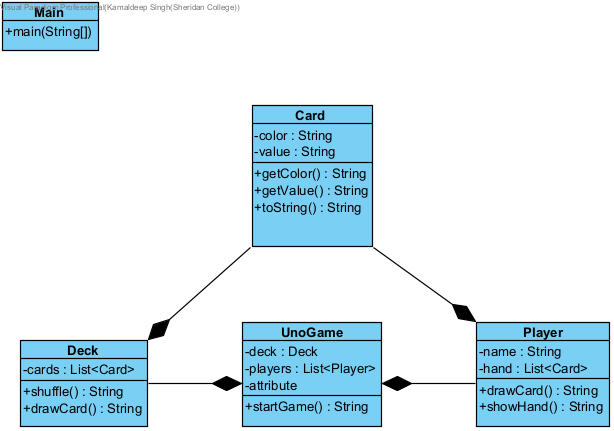 Visual Paradigm Professional(Kamaldeep Singh(Sheridan College))
Main
+main(String[])
Card
-color : String
-value : String
+getColor() : String
+getValue() : String
+toString() : String
Deck
-cards : List<Card>
+shuffle() : String
+drawCard() : String
UnoGame
-deck : Deck
-players : List<Player>
-attribute
+startGame() : String
Player
-name : String
-hand : List<Card>
+drawCard() : String
+showHand() : String